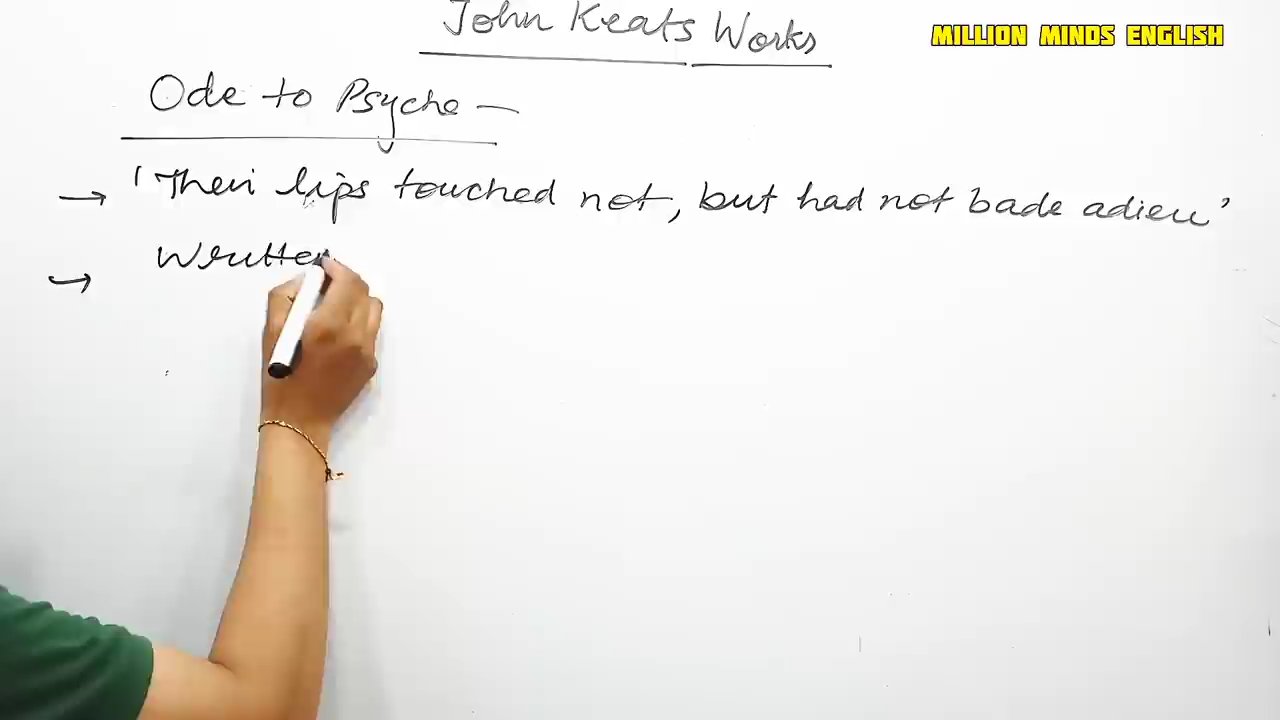 John Keats Works
MILLION MINDS ENGLISH
Ode to Psyche —
→ 'Their lips touched not, but had not bade adieu'
→ Written